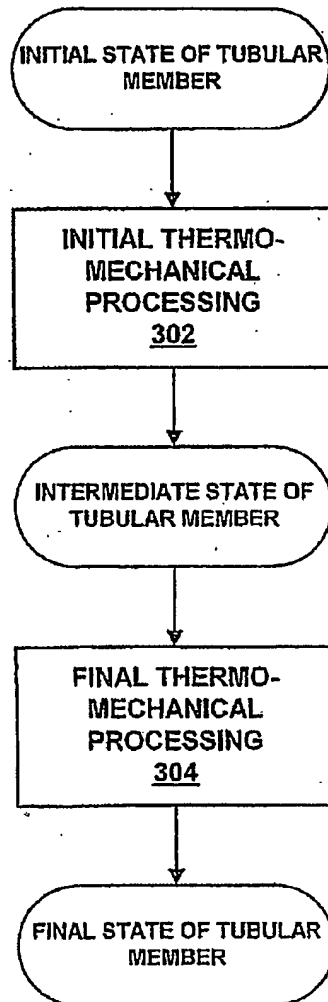 INITIAL STATE OF TUBULAR
MEMBER
INITIAL THERMO-
MECHANICAL
PROCESSING
302
INTERMEDIATE STATE OF
TUBULAR MEMBER
FINAL THERMO-
MECHANICAL
PROCESSING
304
FINAL STATE OF TUBULAR
MEMBER